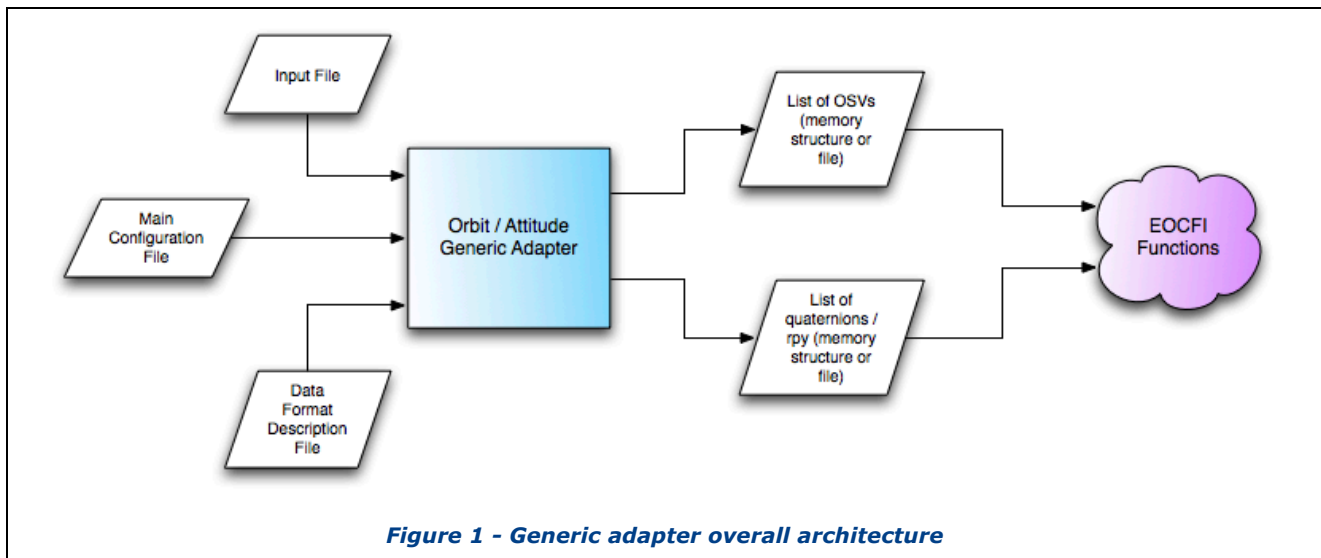 Input File
Main
Configuration
File
Data
Format
Description
File
Orbit / Attitude
Generic Adapter
List of OSVs
(memory
structure or
file)
List of
quaternions /
rpy (memory
structure or
file)
EOCFI
Functions
Figure 1 - Generic adapter overall architecture